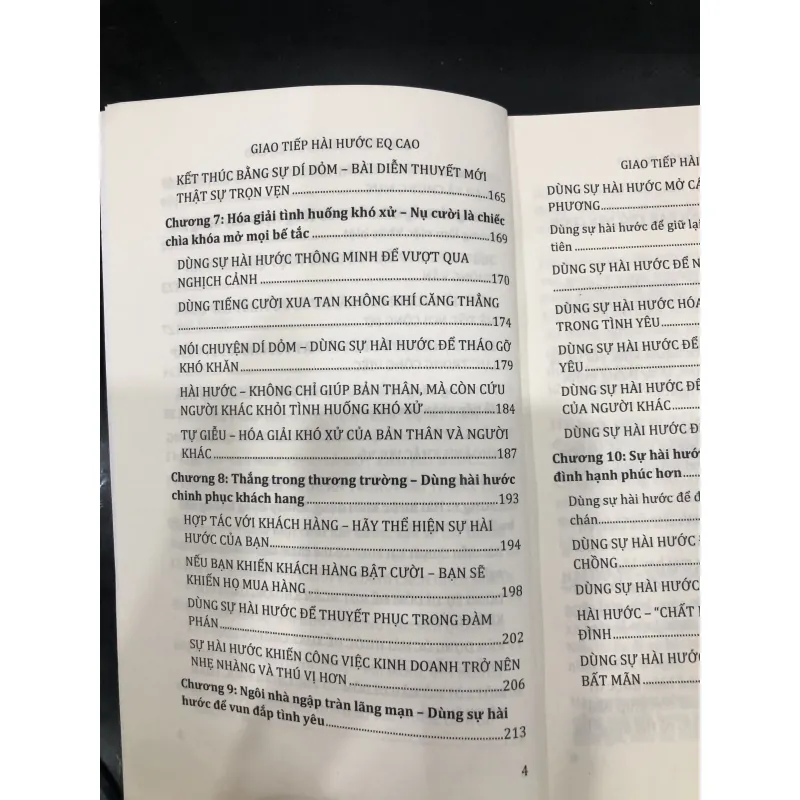 GIAO TIẾP HÀI HƯỚC EQ CAO
KẾT THÚC BẰNG SỰ DÍ DỎM – BÀI DIỄN THUYẾT MỚI
THẬT SỰ TRỌN VẸN ........................................165
Chương 7: Hóa giải tình huống khó xử – Nụ cười là chiếc
chìa khóa mở mọi bế tắc ........................................169
DÙNG SỰ HÀI HƯỚC THÔNG MINH ĐỂ VƯỢT QUA
NGHỊCH CẢNH ........................................170
DÙNG TIẾNG CƯỜI XUA TAN KHÔNG KHÍ CĂNG THẲNG
........................................174
NÓI CHUYỆN DÍ DỎM – DÙNG SỰ HÀI HƯỚC ĐỂ THÁO GỠ
KHÓ KHĂN ........................................179
HÀI HƯỚC – KHÔNG CHỈ GIÚP BẢN THÂN, MÀ CÒN CỨU
NGƯỜI KHÁC KHỎI TÌNH HUỐNG KHÓ XỬ....................184
TỰ GIỄU – HÓA GIẢI KHÓ XỬ CỦA BẢN THÂN VÀ NGƯỜI
KHÁC ........................................187
Chương 8: Thắng trong thương trường – Dùng hài hước
chinh phục khách hang ........................................193
HỢP TÁC VỚI KHÁCH HÀNG – HÃY THỂ HIỆN SỰ HÀI
HƯỚC CỦA BẠN ........................................194
NẾU BẠN KHIẾN KHÁCH HÀNG BẬT CƯỜI – BẠN SẼ
KHIẾN HỌ MUA HÀNG ........................................198
DÙNG SỰ HÀI HƯỚC ĐỂ THUYẾT PHỤC TRONG ĐÀM
PHÁN ........................................202
SỰ HÀI HƯỚC KHIẾN CÔNG VIỆC KINH DOANH TRỞ NÊN
NHẸ NHÀNG VÀ THÚ VỊ HƠN ........................................206
Chương 9: Ngôi nhà ngập tràn lãng mạn – Dùng sự hài
hước để vun đắp tình yêu ........................................213
4
GIAO TIẾP HÀI
DÙNG SỰ HÀI HƯỚC MỞ
PHƯƠNG....................
Dùng sự hài hước để giữ lại
tiên ....................
DÙNG SỰ HÀI HƯỚC ĐỂ
....................
DÙNG SỰ HÀI HƯỚC HÓA
TRONG TÌNH YÊU....................
DÙNG SỰ HÀI HƯỚC ĐỂ
YÊU....................
DÙNG SỰ HÀI HƯỚC ĐỂ
CỦA NGƯỜI KHÁC ....................
DÙNG SỰ HÀI HƯỚC
Chương 10: Sự hài hước
đình hạnh phúc hơn ....................
Dùng sự hài hước để
chán....................
DÙNG SỰ HÀI HƯỚC
CHỒNG ....................
DÙNG SỰ HÀI HƯỚC
HÀI HƯỚC – "CHẤT
ĐÌNH....................
DÙNG SỰ HÀI HƯỚC
BẤT MÃN ....................